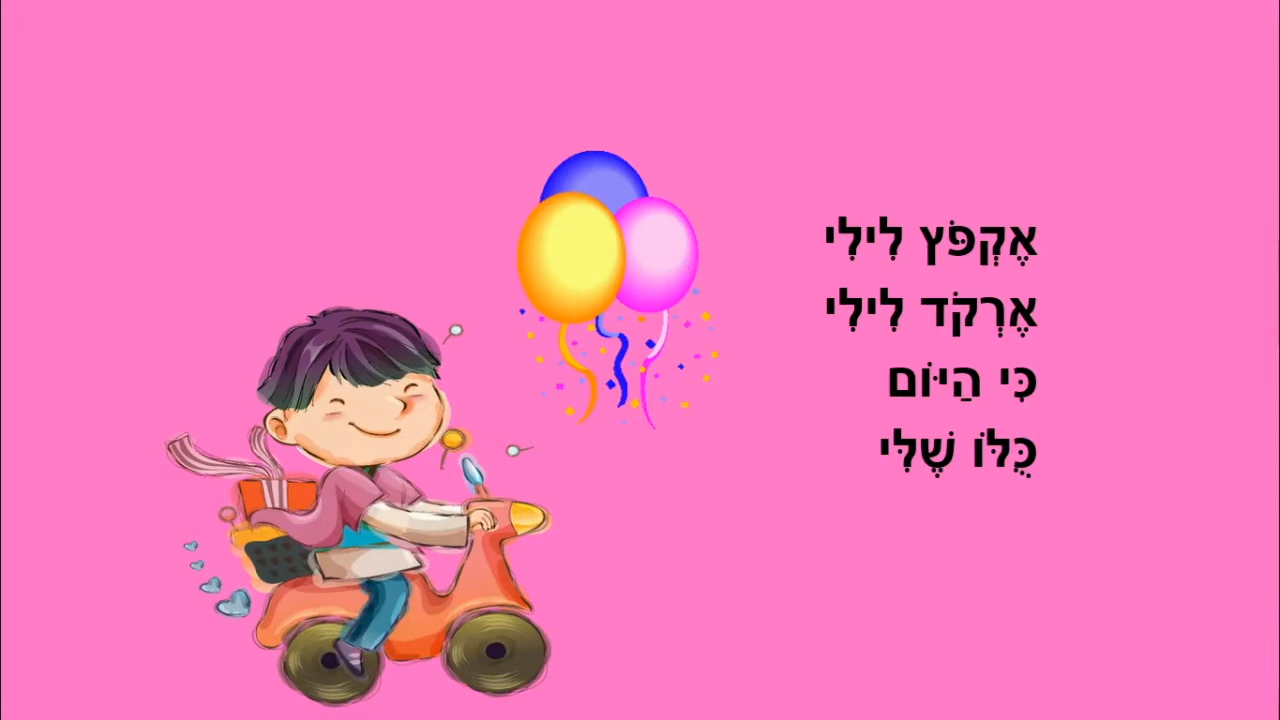 אֶקְפֹּץ לִילִי
אֶרְקֹד לִילִי
כִּי הַיּוֹם
כֻּלּוֹ שֶׁלִּי